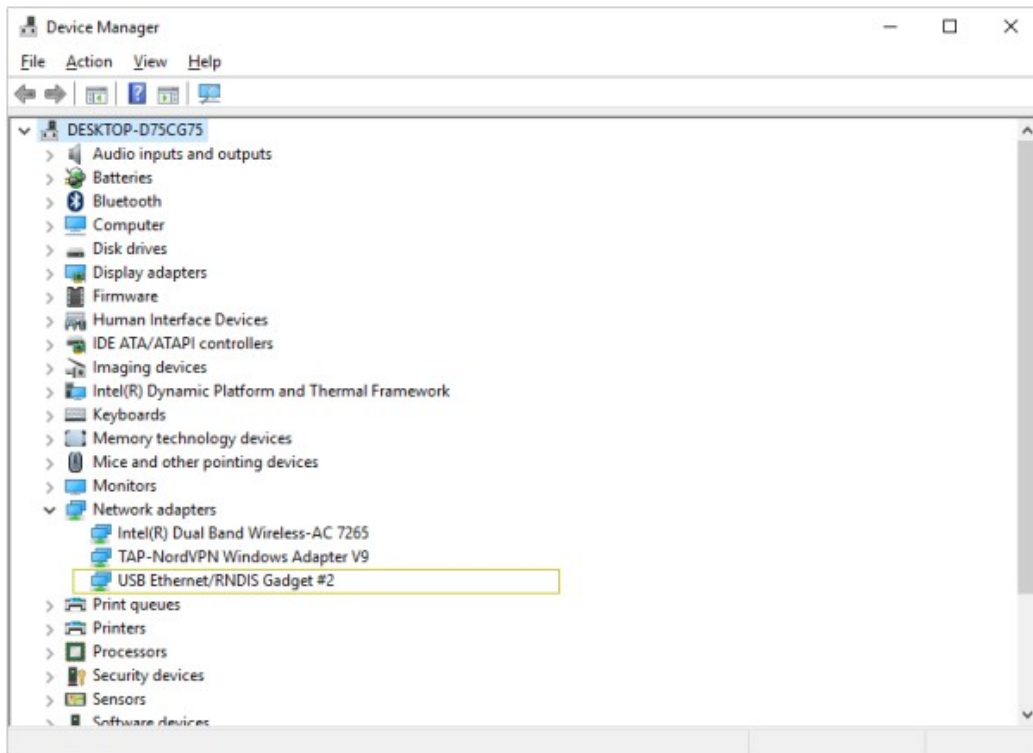 Device Manager
File Action View Help
DESKTOP-D75CG75
Audio inputs and outputs
Batteries
Bluetooth
Computer
Disk drives
Display adapters
Firmware
Human Interface Devices
IDE ATA/ATAPI controllers
Imaging devices
Intel(R) Dynamic Platform and Thermal Framework
Keyboards
Memory technology devices
Mice and other pointing devices
Monitors
Network adapters
Intel(R) Dual Band Wireless-AC 7265
TAP-NordVPN Windows Adapter V9
USB Ethernet/RNDIS Gadget #2
Print queues
Printers
Processors
Security devices
Sensors
Software devices